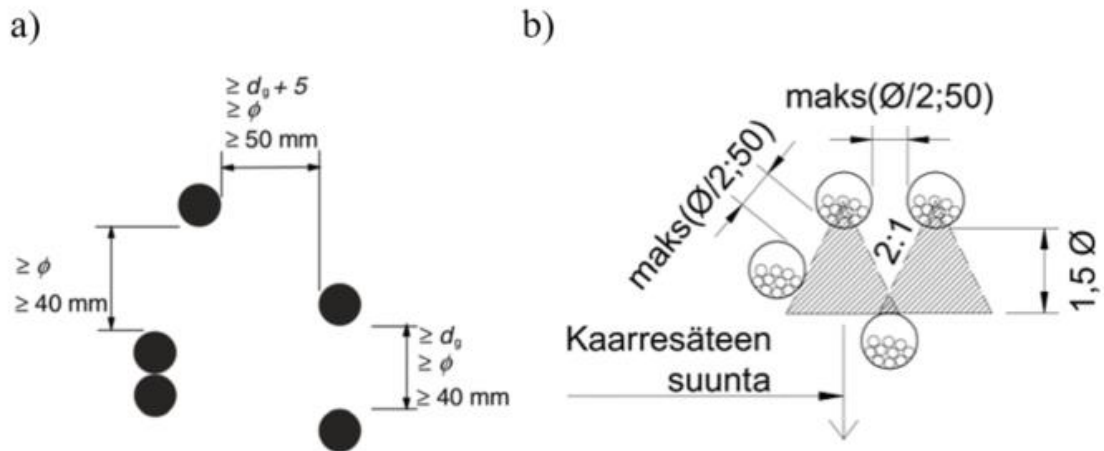 a)
≥ d_g + 5
≥ ϕ
≥ 50 mm
≥ ϕ
≥ 40 mm
≥ d_g
≥ ϕ
≥ 40 mm
b)
maks(Ø/2;50)
maks(Ø/2;50)
2:1
1,5 Ø
Kaarresäteen
suunta